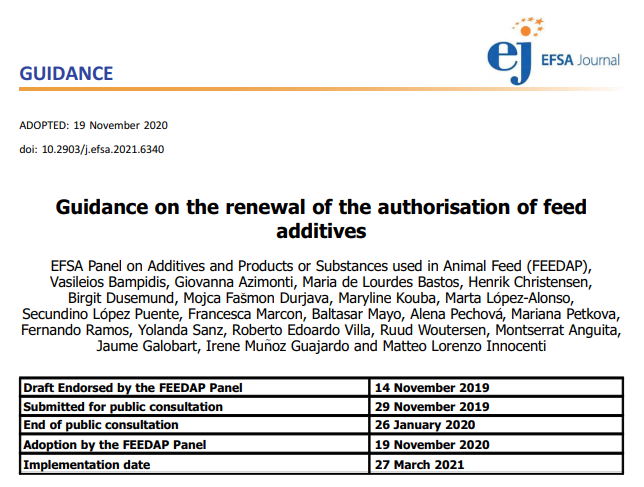 ej EFSA Journal
GUIDANCE
ADOPTED: 19 November 2020
doi: 10.2903/j.efsa.2021.6340
Guidance on the renewal of the authorisation of feed
additives
EFSA Panel on Additives and Products or Substances used in Animal Feed (FEEDAP),
Vasileios Bampidis, Giovanna Azimonti, Maria de Lourdes Bastos, Henrik Christensen,
Birgit Dusemund, Mojca Fašmon Durjava, Maryline Kouba, Marta López-Alonso,
Secundino López Puente, Francesca Marcon, Baltasar Mayo, Alena Pechová, Mariana Petkova,
Fernando Ramos, Yolanda Sanz, Roberto Edoardo Villa, Ruud Woutersen, Montserrat Anguita,
Jaume Galobart, Irene Muñoz Guajardo and Matteo Lorenzo Innocenti
Draft Endorsed by the FEEDAP Panel 14 November 2019
Submitted for public consultation 29 November 2019
End of public consultation 26 January 2020
Adoption by the FEEDAP Panel 19 November 2020
Implementation date 27 March 2021